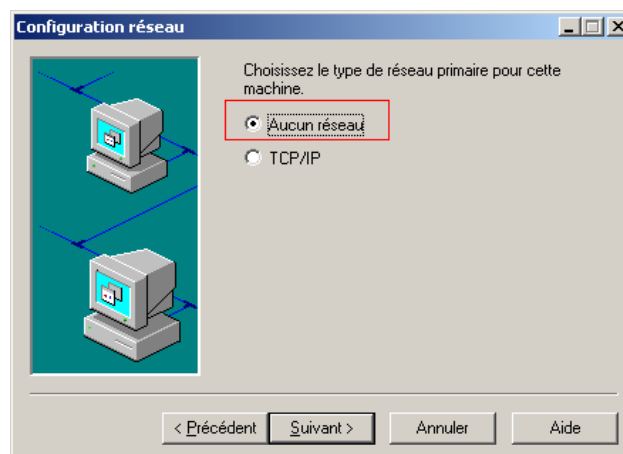 Configuration réseau
Choisissez le type de réseau primaire pour cette
machine.
Aucun réseau
TCP/IP
< Précédent
Suivant >
Annuler
Aide